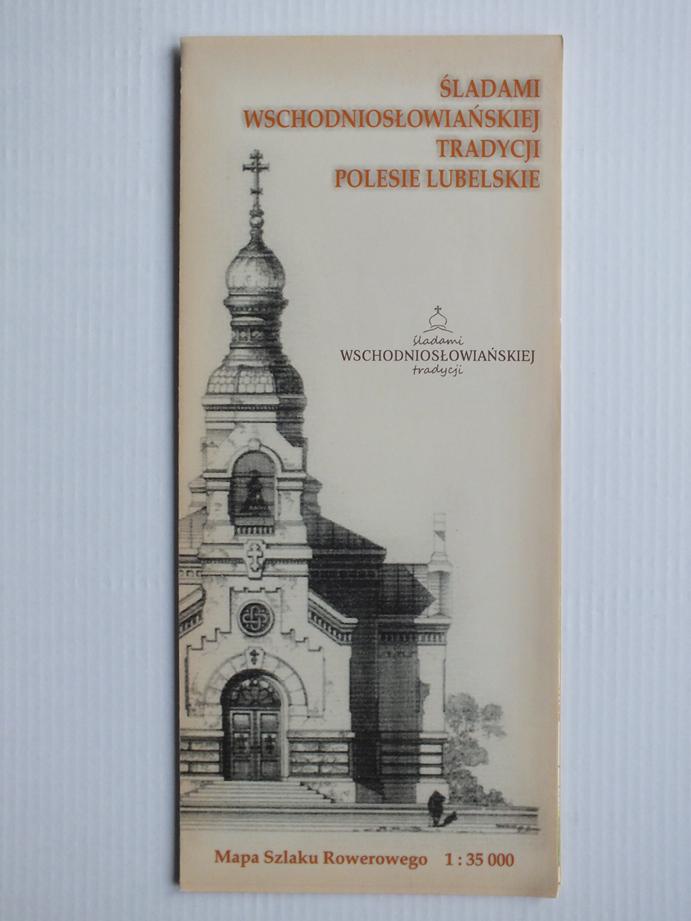 ŚLADAMI
WSCHODNIOSŁOWIAŃSKIEJ
TRADYCJI
POLESIE LUBELSKIE
śladami
WSCHODNIOSŁOWIAŃSKIEJ
tradycji
Mapa Szlaku Rowerowego 1 : 35 000